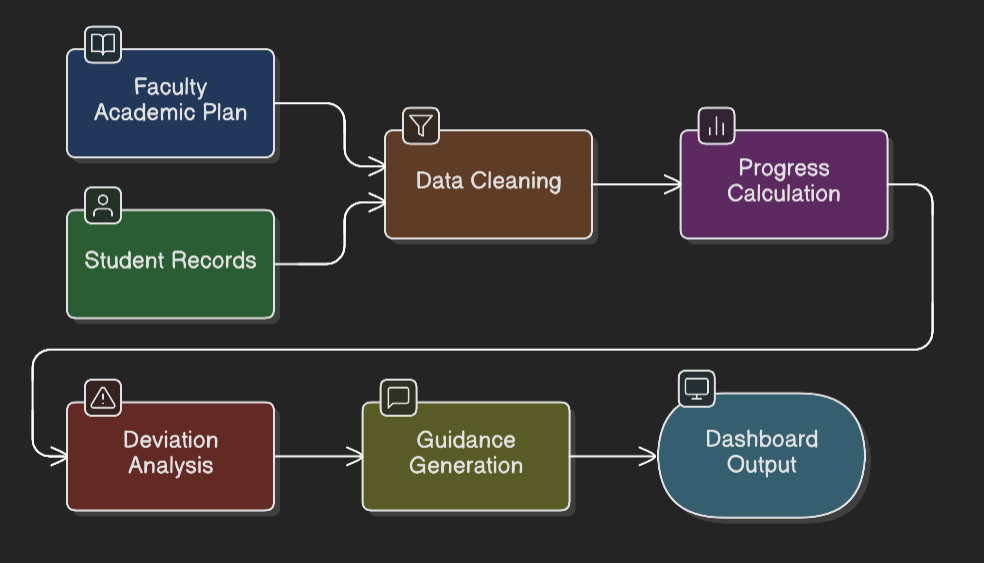 Faculty
Academic Plan
Student Records
Data Cleaning
Progress
Calculation
Deviation
Analysis
Guidance
Generation
Dashboard
Output